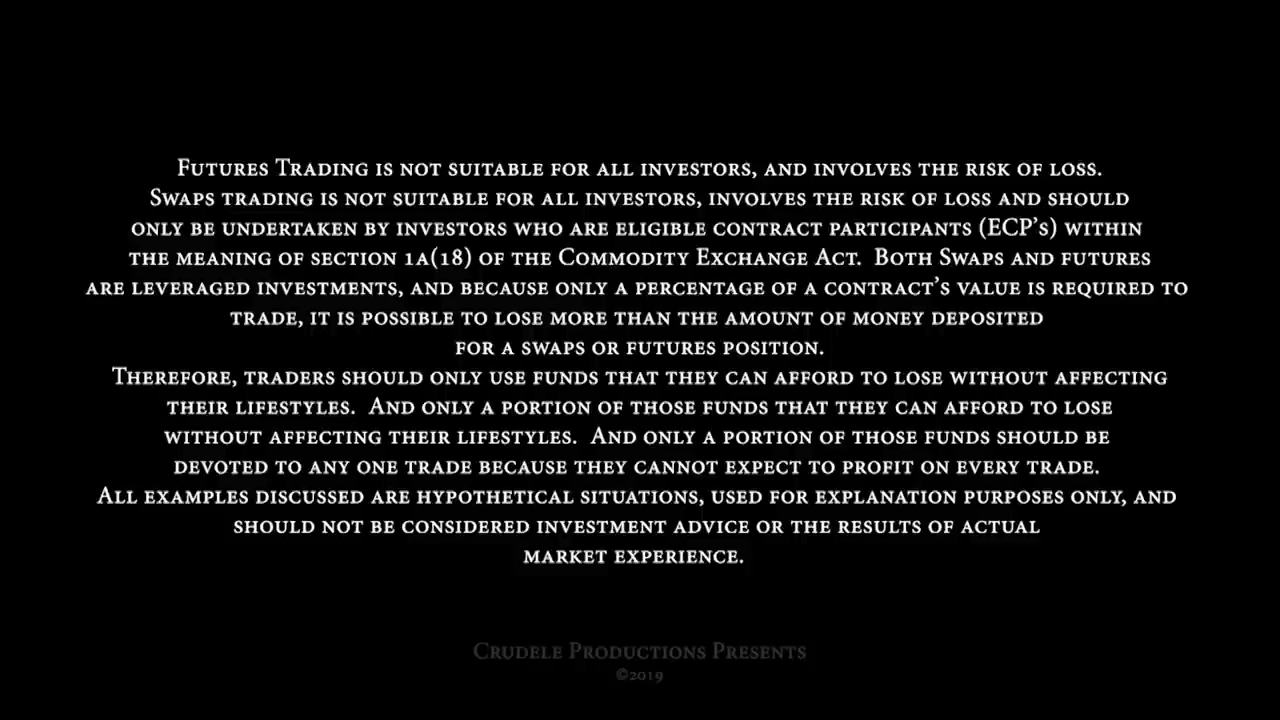 Futures Trading is not suitable for all investors, and involves the risk of loss.
Swaps trading is not suitable for all investors, involves the risk of loss and should
only be undertaken by investors who are eligible contract participants (ECP's) within
the meaning of section 1a(18) of the Commodity Exchange Act. Both Swaps and futures
are leveraged investments, and because only a percentage of a contract's value is required to
trade, it is possible to lose more than the amount of money deposited
for a swaps or futures position.
Therefore, traders should only use funds that they can afford to lose without affecting
their lifestyles. And only a portion of those funds that they can afford to lose
without affecting their lifestyles. And only a portion of those funds should be
devoted to any one trade because they cannot expect to profit on every trade.
All examples discussed are hypothetical situations, used for explanation purposes only, and
should not be considered investment advice or the results of actual
market experience.
Crudele Productions Presents
©2019